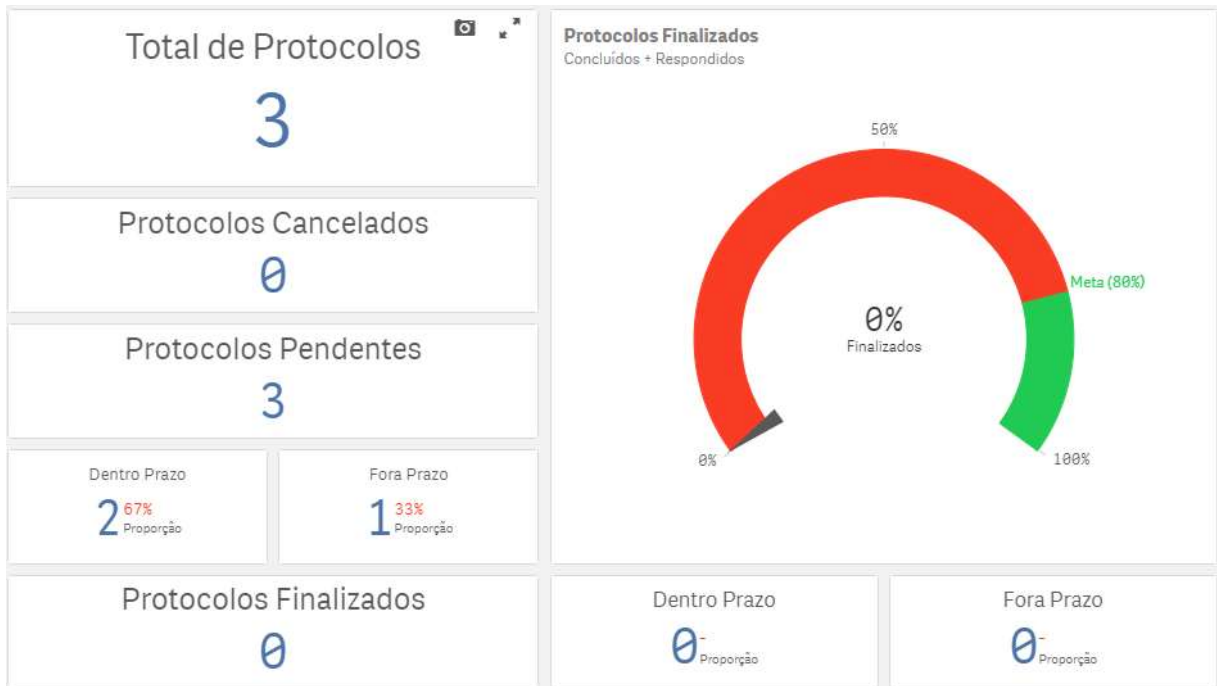 Total de Protocolos
3
Protocolos Cancelados
0
Protocolos Pendentes
3
Dentro Prazo
2 67%
Proporção
Fora Prazo
1 33%
Proporção
Protocolos Finalizados
0
Protocolos Finalizados
Concluídos + Respondidos
50%
Meta (80%)
0%
Finalizados
0%
100%
Dentro Prazo
0 -
Proporção
Fora Prazo
0 -
Proporção